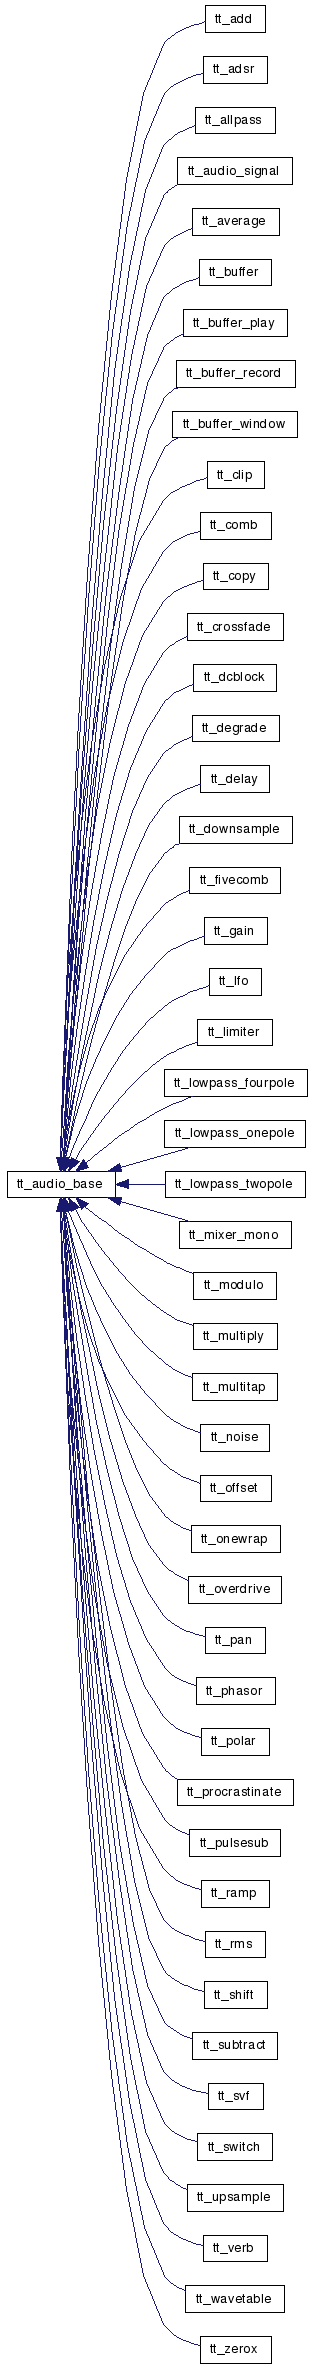 tt_add
tt_adsr
tt_allpass
tt_audio_signal
tt_average
tt_buffer
tt_buffer_play
tt_buffer_record
tt_buffer_window
tt_clip
tt_comb
tt_copy
tt_crossfade
tt_dcblock
tt_degrade
tt_delay
tt_downsample
tt_fivecomb
tt_gain
tt_lfo
tt_limiter
tt_lowpass_fourpole
tt_lowpass_onepole
tt_audio_base
tt_lowpass_twopole
tt_mixer_mono
tt_modulo
tt_multiply
tt_multitap
tt_noise
tt_offset
tt_onewrap
tt_overdrive
tt_pan
tt_phasor
tt_polar
tt_procrastinate
tt_pulsesub
tt_ramp
tt_rms
tt_shift
tt_subtract
tt_svf
tt_switch
tt_upsample
tt_verb
tt_wavetable
tt_zerox